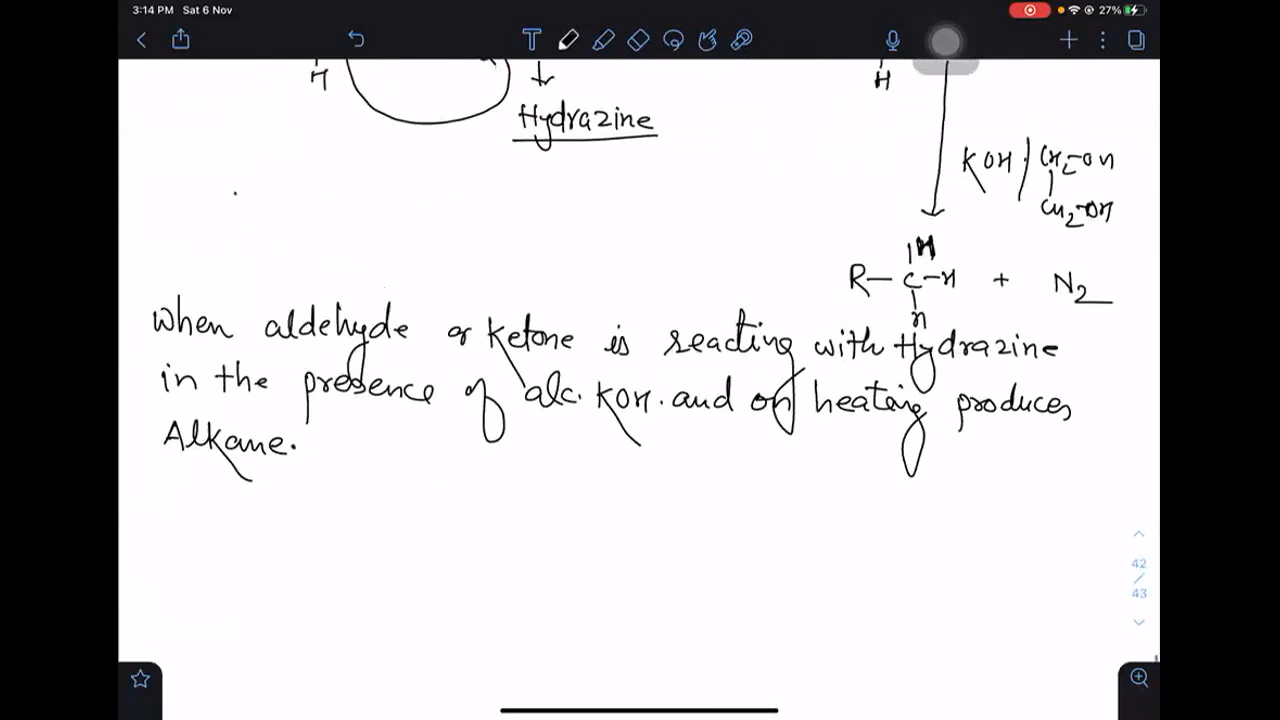 3:14 PM Sat 6 Nov
27%
T
H
H
Hydrazine
KOH / CH2-OH
CH2-OH
H
R-C-H + N2
H
When aldehyde or Ketone is reacting with Hydrazine
in the presence of alc. KOH. and on heating produces
Alkane.
42
/
43